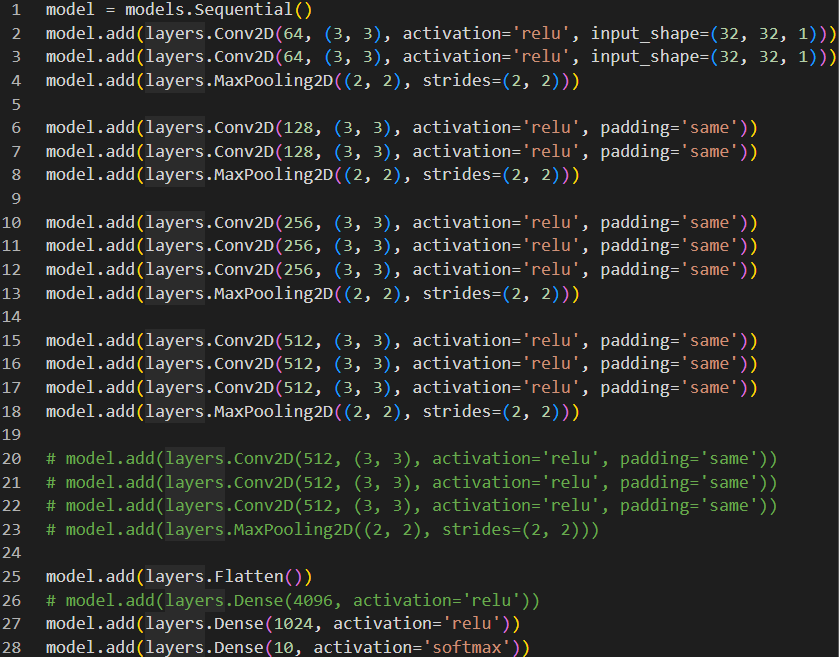 1 model = models.Sequential()
2 model.add(layers.Conv2D(64, (3, 3), activation='relu', input_shape=(32, 32, 1)))
3 model.add(layers.Conv2D(64, (3, 3), activation='relu', input_shape=(32, 32, 1)))
4 model.add(layers.MaxPooling2D((2, 2), strides=(2, 2)))
5
6 model.add(layers.Conv2D(128, (3, 3), activation='relu', padding='same'))
7 model.add(layers.Conv2D(128, (3, 3), activation='relu', padding='same'))
8 model.add(layers.MaxPooling2D((2, 2), strides=(2, 2)))
9
10 model.add(layers.Conv2D(256, (3, 3), activation='relu', padding='same'))
11 model.add(layers.Conv2D(256, (3, 3), activation='relu', padding='same'))
12 model.add(layers.Conv2D(256, (3, 3), activation='relu', padding='same'))
13 model.add(layers.MaxPooling2D((2, 2), strides=(2, 2)))
14
15 model.add(layers.Conv2D(512, (3, 3), activation='relu', padding='same'))
16 model.add(layers.Conv2D(512, (3, 3), activation='relu', padding='same'))
17 model.add(layers.Conv2D(512, (3, 3), activation='relu', padding='same'))
18 model.add(layers.MaxPooling2D((2, 2), strides=(2, 2)))
19
20 # model.add(layers.Conv2D(512, (3, 3), activation='relu', padding='same'))
21 # model.add(layers.Conv2D(512, (3, 3), activation='relu', padding='same'))
22 # model.add(layers.Conv2D(512, (3, 3), activation='relu', padding='same'))
23 # model.add(layers.MaxPooling2D((2, 2), strides=(2, 2)))
24
25 model.add(layers.Flatten())
26 # model.add(layers.Dense(4096, activation='relu'))
27 model.add(layers.Dense(1024, activation='relu'))
28 model.add(layers.Dense(10, activation='softmax'))